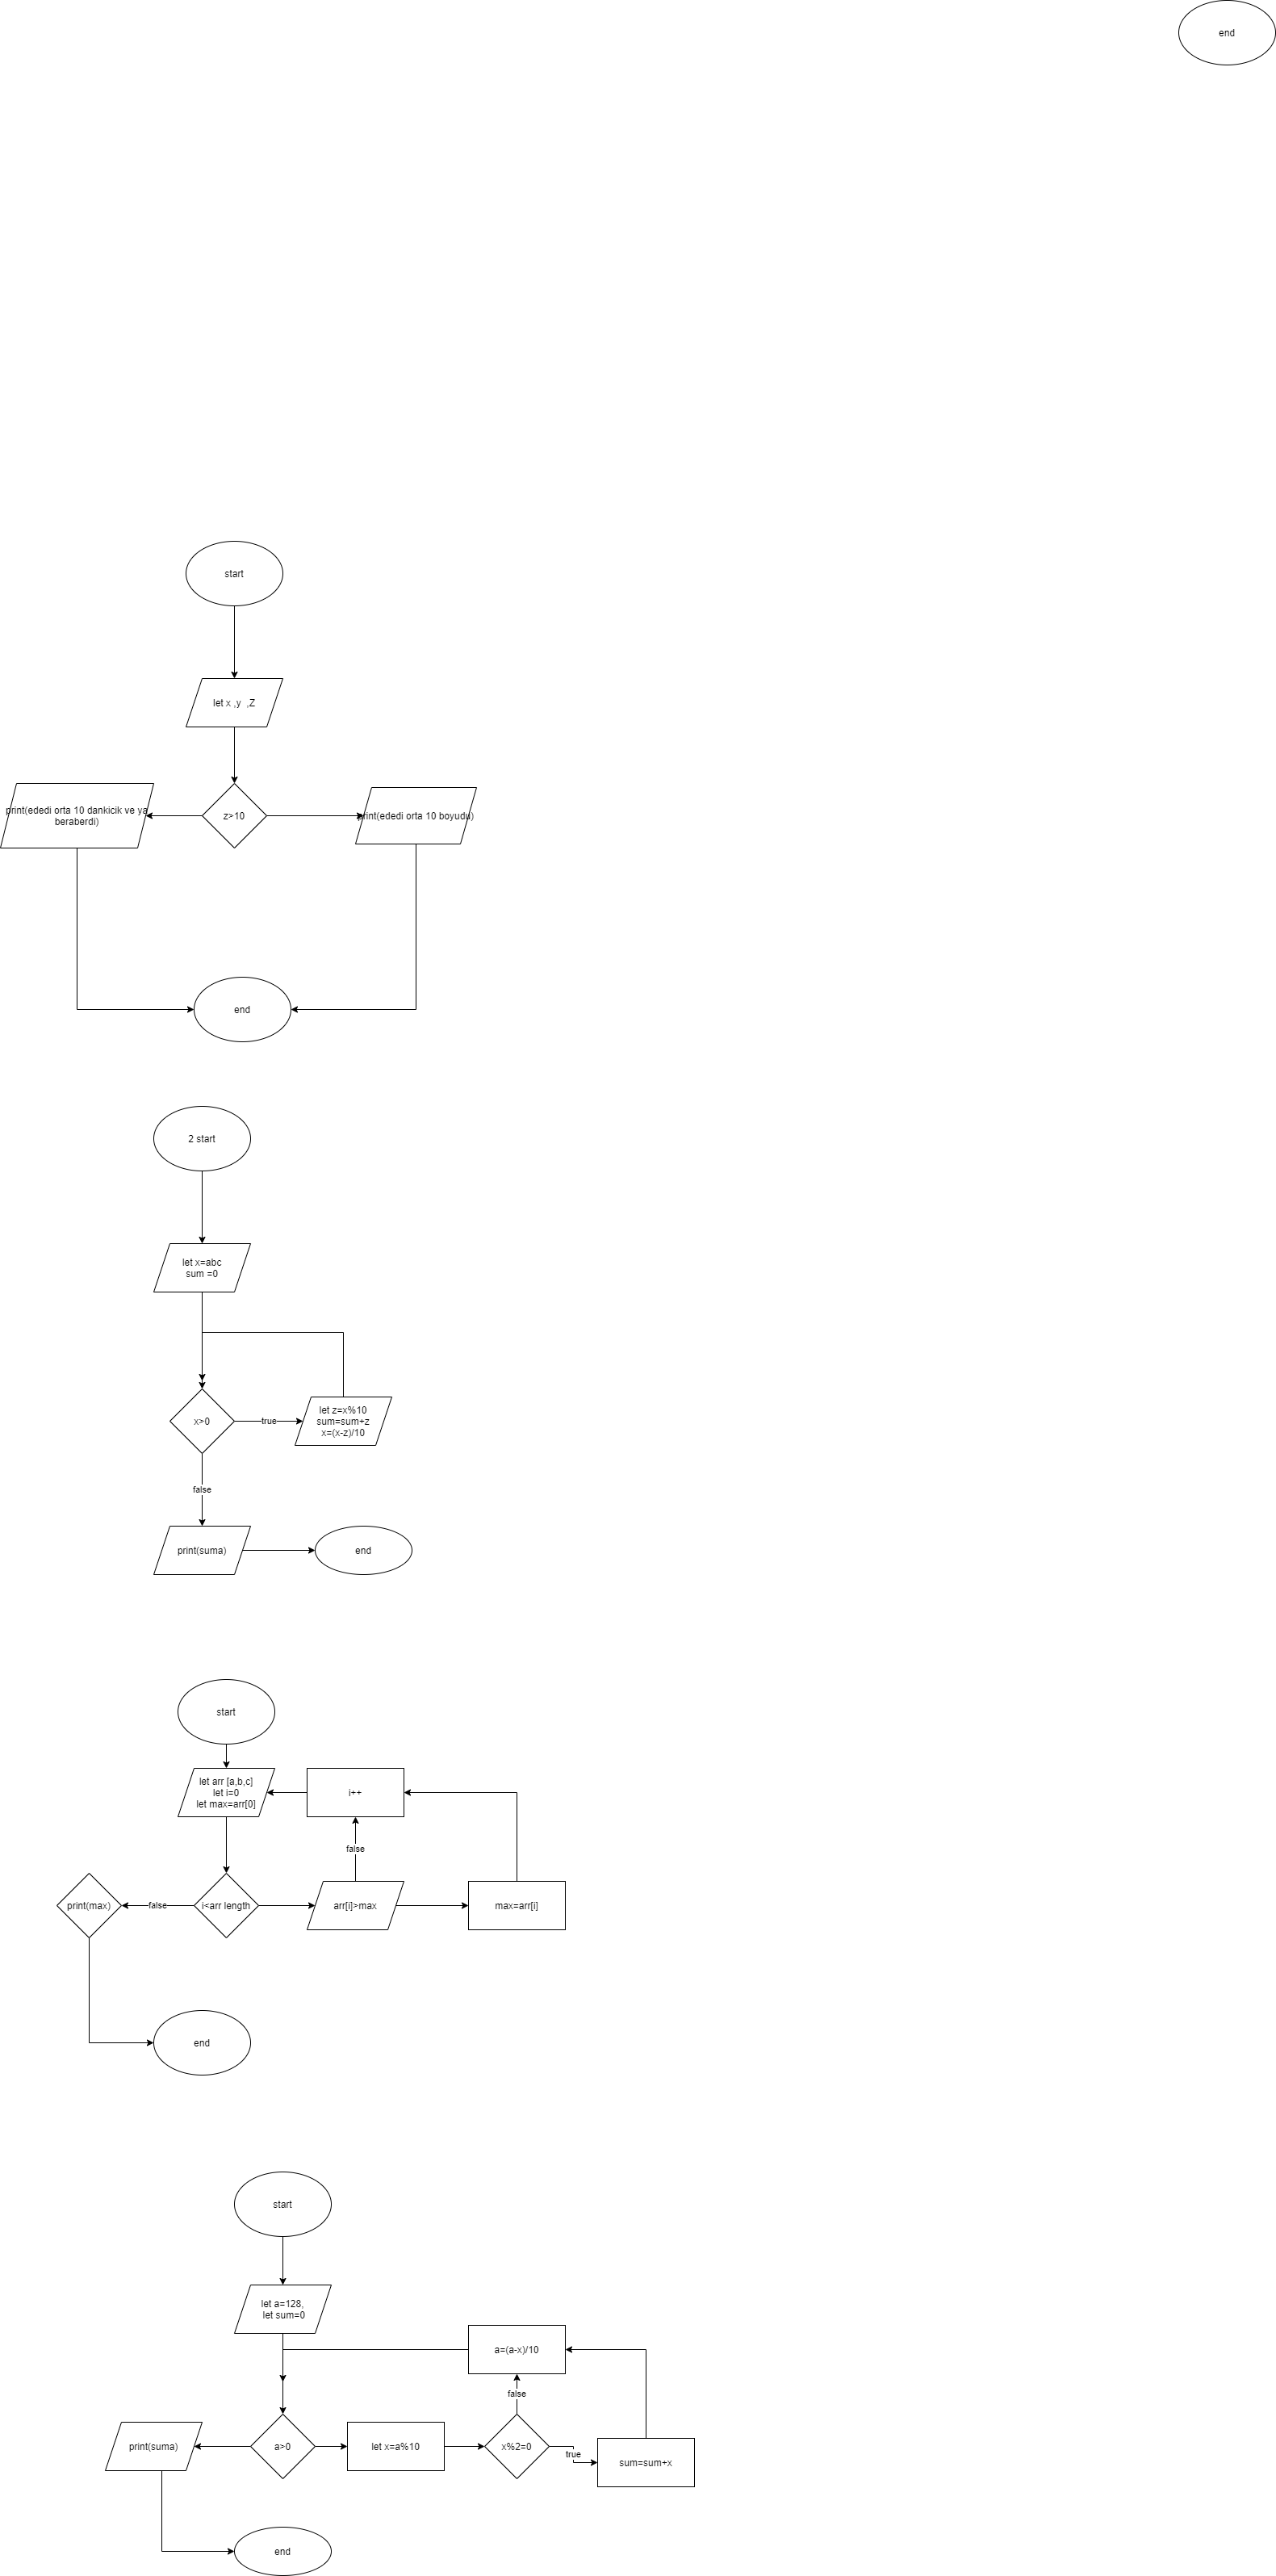 end
start
let x ,y  ,Z
print(ededi orta 10 dankicik ve ya
beraberdi)
z>10
print(ededi orta 10 boyudu)
end
2 start
let x=abc
sum =0
x>0
true
let z=x%10
sum=sum+z
x=(x-z)/10
false
print(suma)
end
start
let arr [a,b,c]
let i=0
let max=arr[0]
i++
false
print(max)
false
i<arr length
arr[i]>max
max=arr[i]
end
start
let a=128,
let sum=0
a=(a-x)/10
false
print(suma)
a>0
let x=a%10
x%2=0
true
sum=sum+x
end